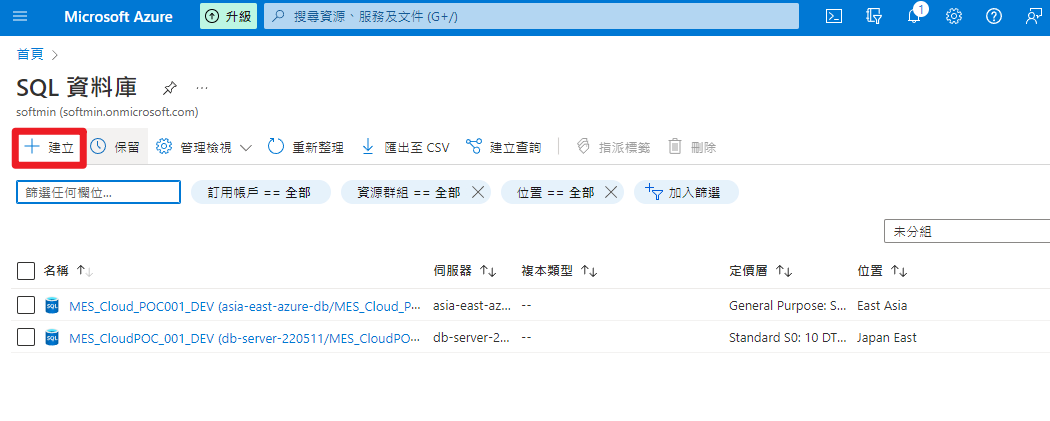 Microsoft Azure 升級 搜尋資源、服務及文件 (G+/) 1
首頁
SQL 資料庫
softmin (softmin.onmicrosoft.com)
建立 保留 管理檢視 重新整理 匯出至 CSV 建立查詢 指派標籤 刪除
篩選任何欄位... 訂用帳戶 == 全部 資源群組 == 全部 位置 == 全部 加入篩選
未分組
名稱 伺服器 複本類型 定價層 位置
SQL MES_Cloud_POC001_DEV (asia-east-azure-db/MES_Cloud_P... asia-east-az... -- General Purpose: S... East Asia
SQL MES_CloudPOC_001_DEV (db-server-220511/MES_CloudPO... db-server-2... -- Standard S0: 10 DT... Japan East